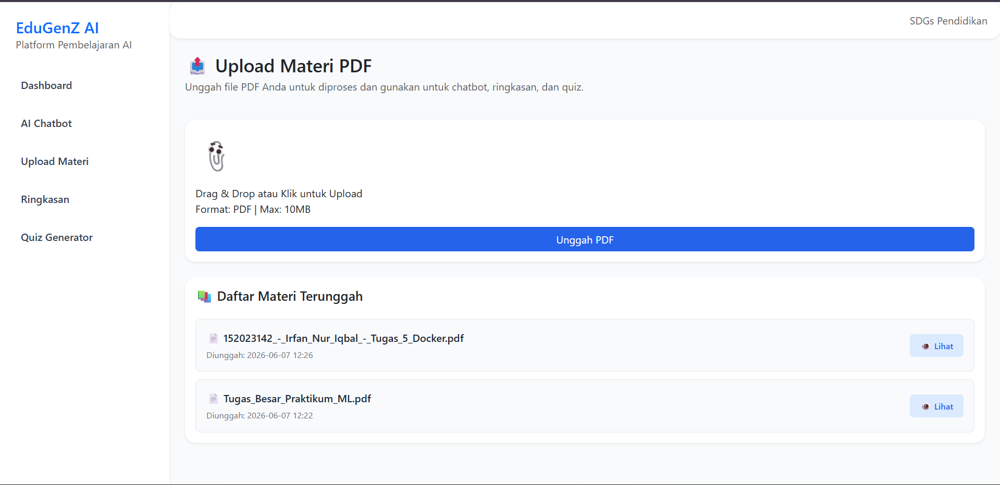 EduGenZ AI
Platform Pembelajaran AI
Dashboard
AI Chatbot
Upload Materi
Ringkasan
Quiz Generator
SDGs Pendidikan
Upload Materi PDF
Unggah file PDF Anda untuk diproses dan gunakan untuk chatbot, ringkasan, dan quiz.
Drag & Drop atau Klik untuk Upload
Format: PDF | Max: 10MB
Unggah PDF
Daftar Materi Terunggah
152023142_-_Irfan_Nur_Iqbal_-_Tugas_5_Docker.pdf
Diunggah: 2026-06-07 12:26
Lihat
Tugas_Besar_Praktikum_ML.pdf
Diunggah: 2026-06-07 12:22
Lihat